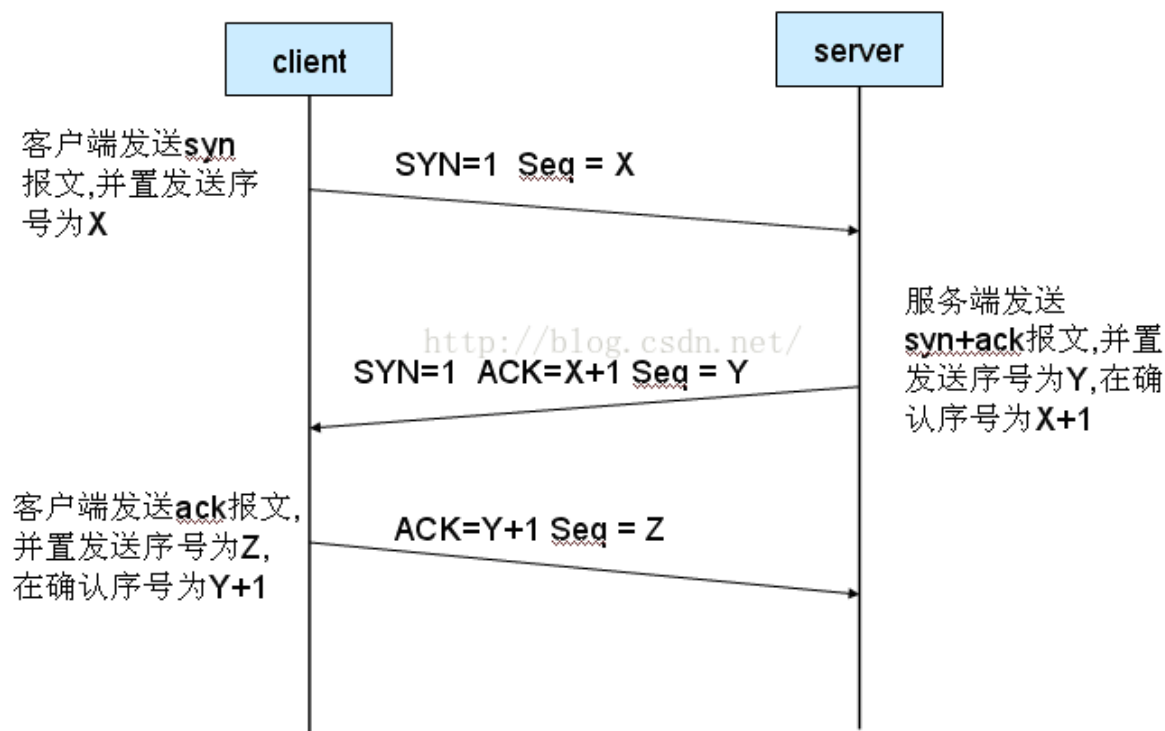 client
server
客户端发送syn
报文,并置发送序
号为X
SYN=1 Seq = X
服务端发送
syn+ack报文,并置
发送序号为Y,在确
认序号为X+1
http://blog.csdn.net/
SYN=1 ACK=X+1 Seq = Y
客户端发送ack报文,
并置发送序号为Z,
在确认序号为Y+1
ACK=Y+1 Seq = Z